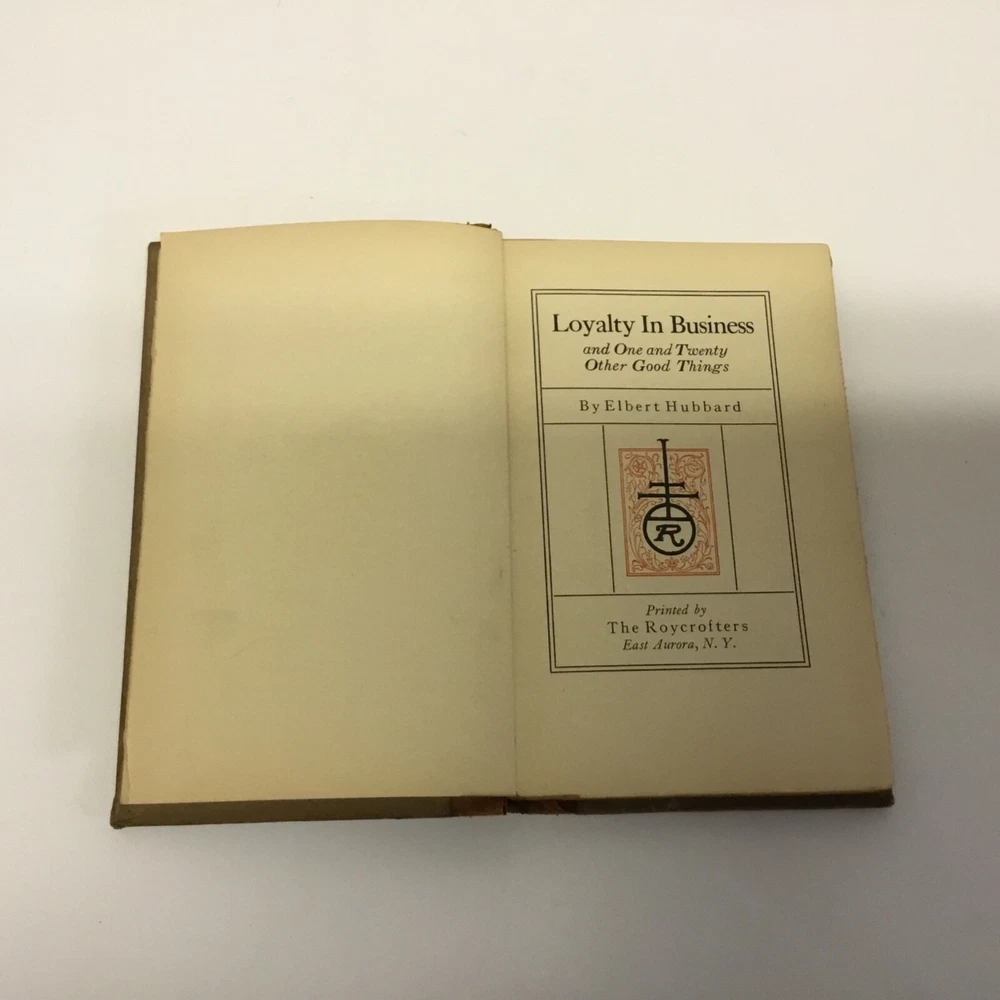 Loyalty In Business
and One and Twenty
Other Good Things
By Elbert Hubbard
R
Printed by
The Roycrofters
East Aurora, N. Y.